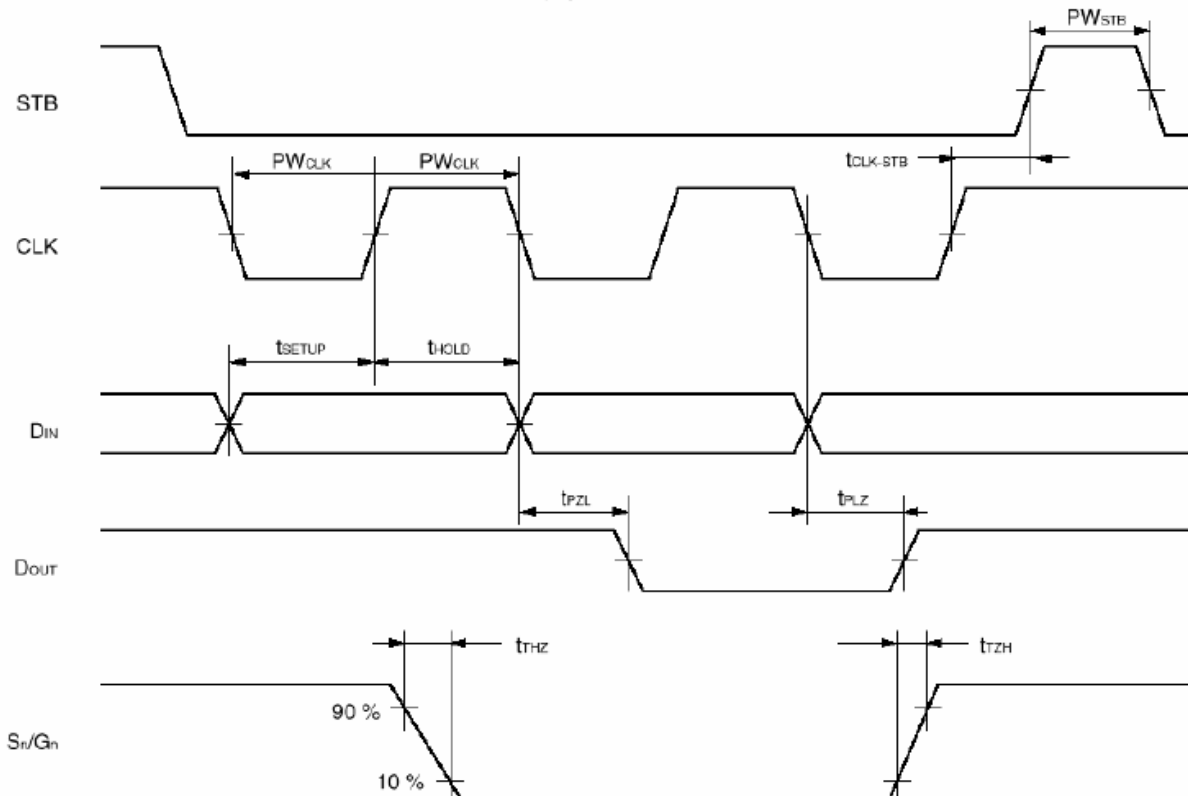 PWSTB
STB
PWCLK PWCLK
tCLK-STB
CLK
tSETUP tHOLD
DIN
tPZL tPLZ
DOUT
tTHZ tTZH
90 %
Sn/Gn
10 %